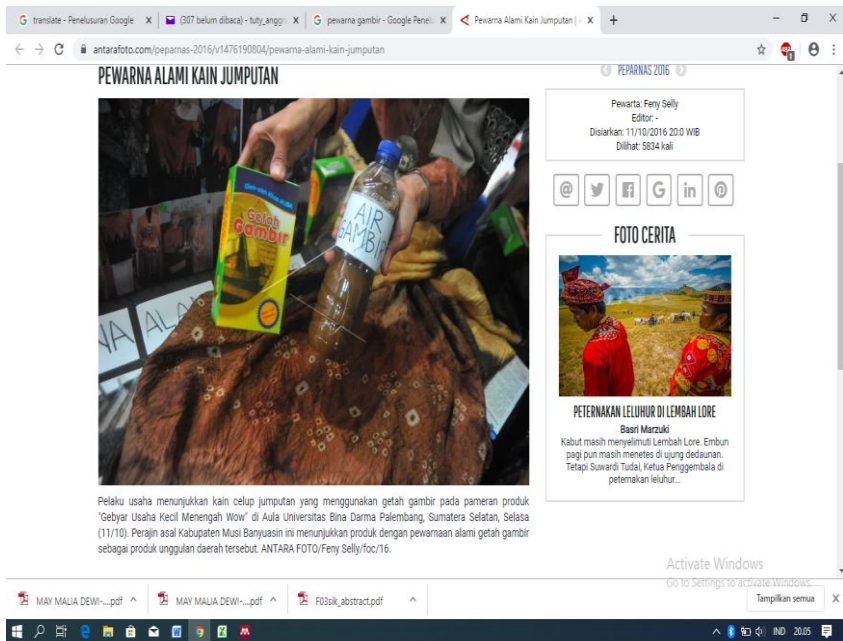 translate - Penelusuran Google
(307 belum dibaca) - tuty_anggr
pewarna gambir - Google Penel
Pewarna Alami Kain Jumputan |
antarafoto.com/peparnas-2016/v1476190804/pewarna-alami-kain-jumputan
PEWARNA ALAMI KAIN JUMPUTAN
Getah
Gambir
AIR
GAMBIR
NA ALA
Pelaku usaha menunjukkan kain celup jumputan yang menggunakan getah gambir pada pameran produk
"Gebyar Usaha Kecil Menengah Wow" di Aula Universitas Bina Darma Palembang, Sumatera Selatan, Selasa
(11/10). Perajin asal Kabupaten Musi Banyuasin ini menunjukkan produk dengan pewarnaan alami getah gambir
sebagai produk unggulan daerah tersebut. ANTARA FOTO/Feny Selly/foc/16.
PEPARNAS 2016
Pewarta: Feny Selly
Editor: -
Disiarkan: 11/10/2016 20:0 WIB
Dilihat: 5834 kali
FOTO CERITA
PETERNAKAN LELUHUR DI LEMBAH LORE
Basri Marzuki
Kabut masih menyelimuti Lembah Lore. Embun
pagi pun masih menetes di ujung dedaunan.
Tetapi Suwardi Tudai, Ketua Penggembala di
peternakan leluhur...
Activate Windows
Go to Settings to activate Windows.
MAY MALIA DEWI-....pdf
MAY MALIA DEWI-....pdf
F03sik_abstract.pdf
Tampilkan semua
IND
20.05